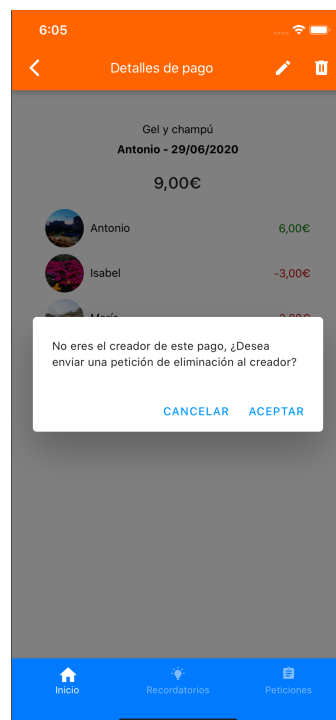 6:05
Detalles de pago
Gel y champú
Antonio - 29/06/2020
9,00€
Antonio 6,00€
Isabel -3,00€
No eres el creador de este pago, ¿Desea
enviar una petición de eliminación al creador?
CANCELAR ACEPTAR
Inicio Recordatorios Peticiones